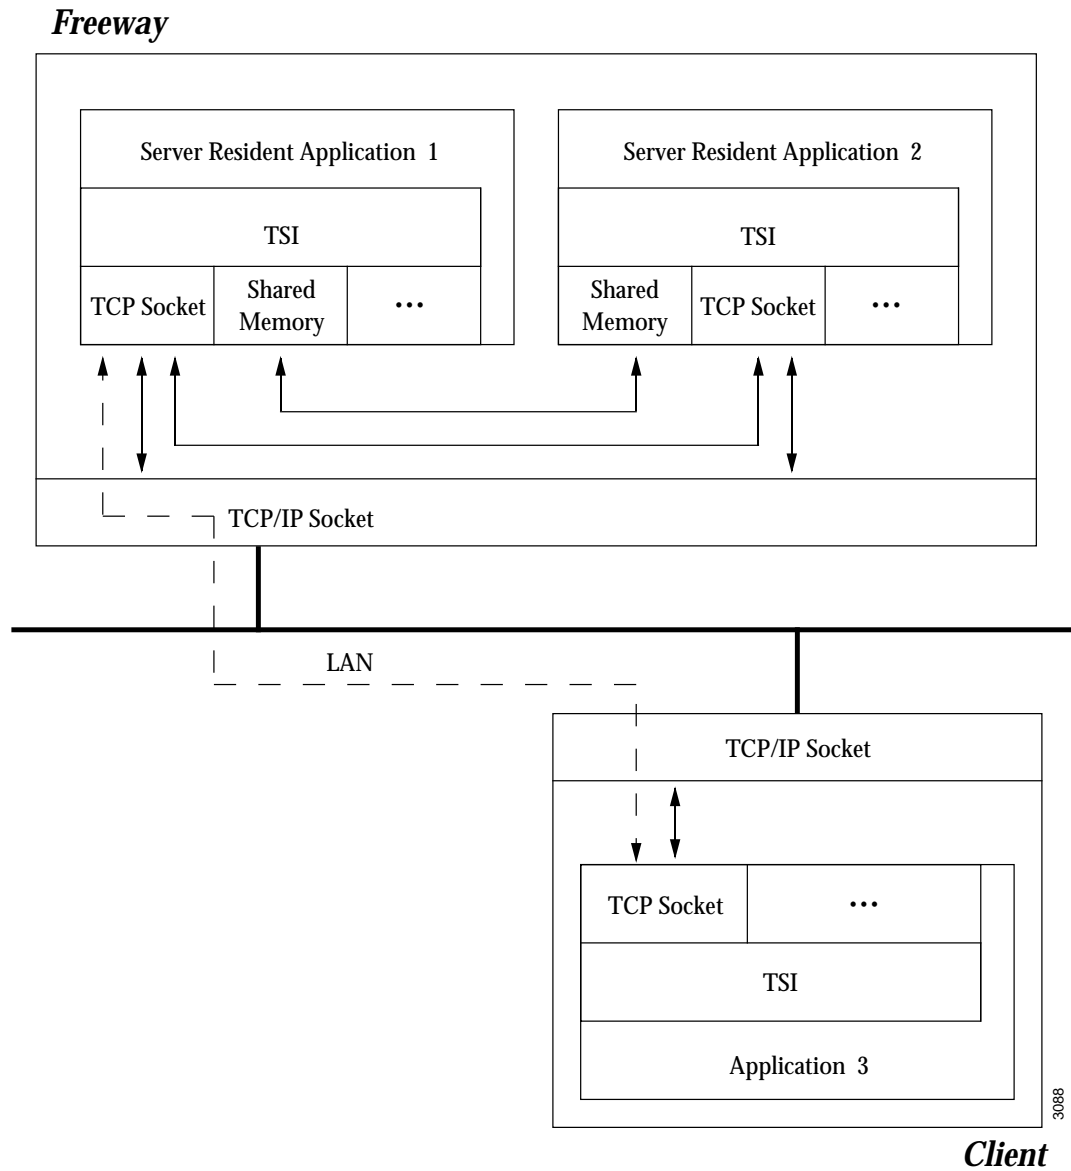 Freeway
Server Resident Application 1
Server Resident Application 2
TSI
TSI
TCP Socket
Shared
Memory
...
Shared
Memory
TCP Socket
...
TCP/IP Socket
LAN
TCP/IP Socket
TCP Socket
...
TSI
Application 3
3088
Client